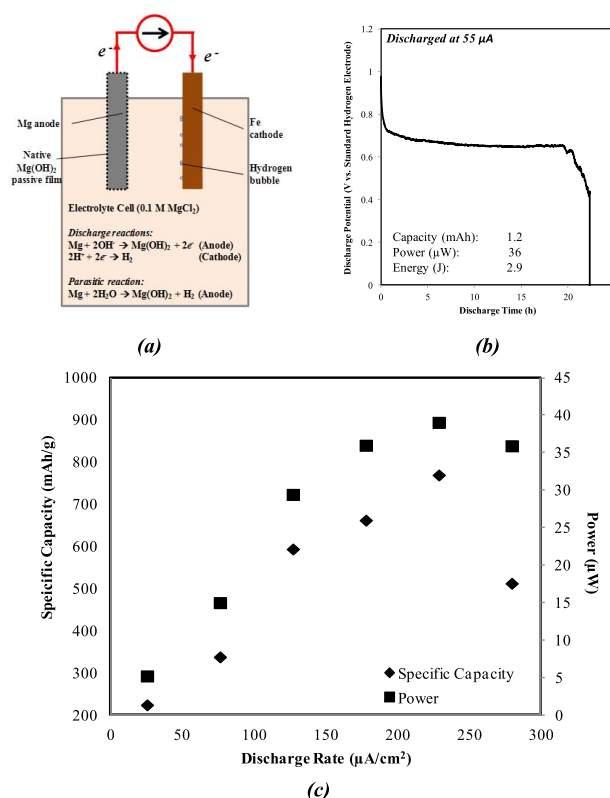 (a)
e-
e-
Mg anode
Native
Mg(OH)₂
passive film
Fe
cathode
Hydrogen
bubble
Electrolyte Cell (0.1 M MgCl₂)
Discharge reactions:
Mg + 2OH⁻ → Mg(OH)₂ + 2e⁻ (Anode)
2H⁺ + 2e⁻ → H₂ (Cathode)
Parasitic reaction:
Mg + 2H₂O → Mg(OH)₂ + H₂ (Anode)
(a)
(b)
Discharged at 55 µA
Discharge Potential (V vs. Standard Hydrogen Electrode)
1.2
1
0.8
0.6
0.4
0.2
0
Capacity (mAh): 1.2
Power (µW): 36
Energy (J): 2.9
0 5 10 15 20
Discharge Time (h)
(b)
Speicific Capacity (mAh/g)
1000
900
800
700
600
500
400
300
200
45
40
35
30
25
20
15
10
5
0
Power (µW)
Specific Capacity
Power
0 50 100 150 200 250 300
Discharge Rate (µA/cm²)
(c)